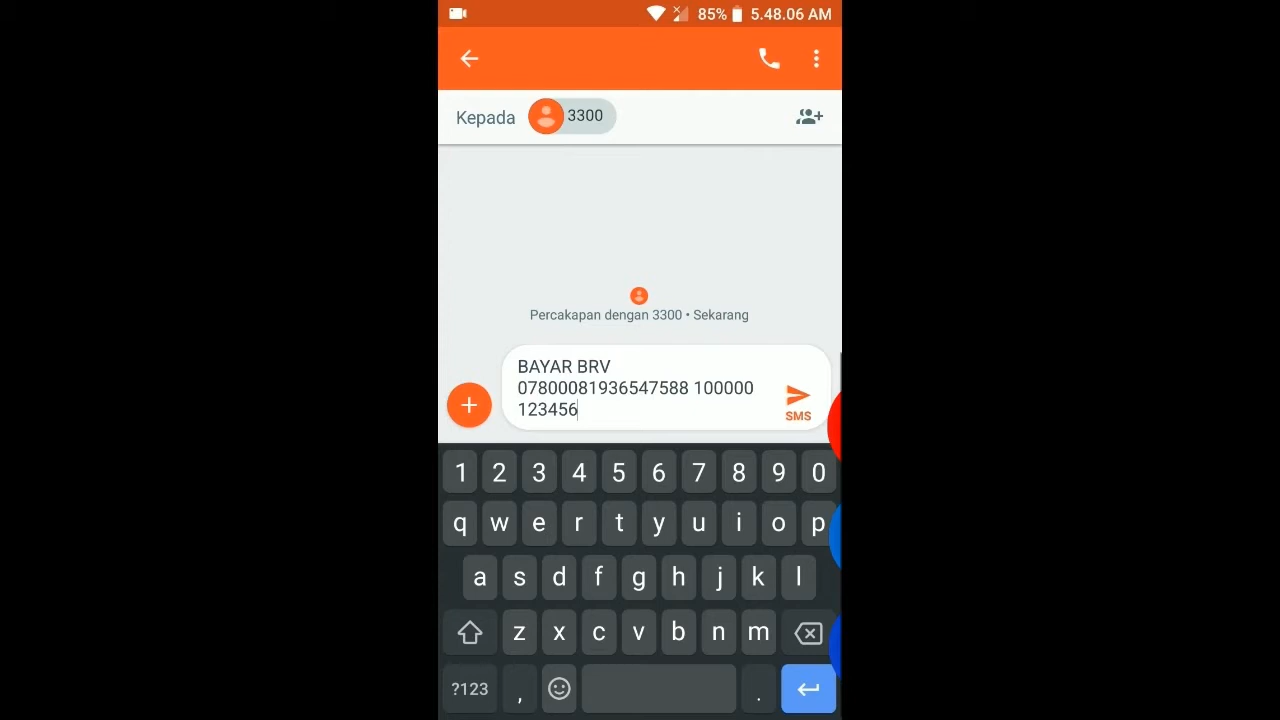 85% 5.48.06 AM
Kepada 3300
Percakapan dengan 3300 • Sekarang
BAYAR BRV
07800081936547588 100000
123456
SMS
1 2 3 4 5 6 7 8 9 0
q w e r t y u i o p
a s d f g h j k l
z x c v b n m
?123 , .